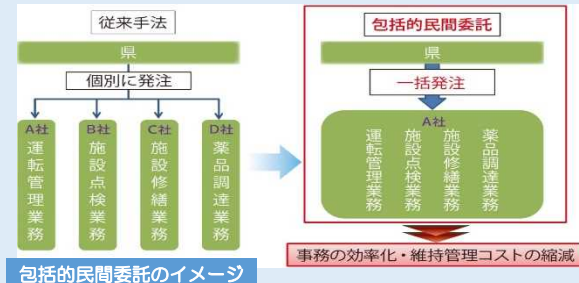 従来手法
県
個別に発注
A社
運転管理業務
B社
施設点検業務
C社
施設修繕業務
D社
薬品調達業務
包括的民間委託
県
一括発注
A社
運転管理業務
施設点検業務
施設修繕業務
薬品調達業務
事務の効率化・維持管理コストの縮減
包括的民間委託のイメージ